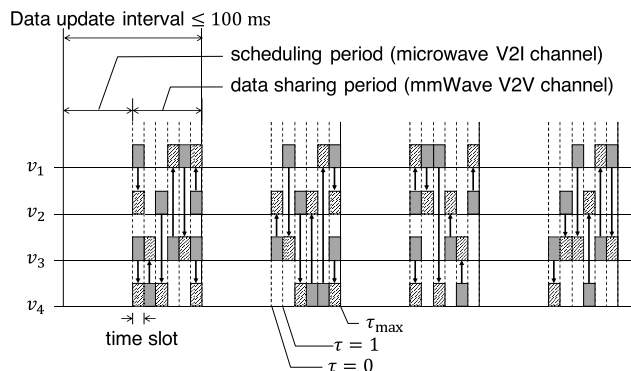 Data update interval ≤ 100 ms
scheduling period (microwave V2I channel)
data sharing period (mmWave V2V channel)
v₁
v₂
v₃
v₄
τₘₐₓ
time slot
τ = 1
τ = 0